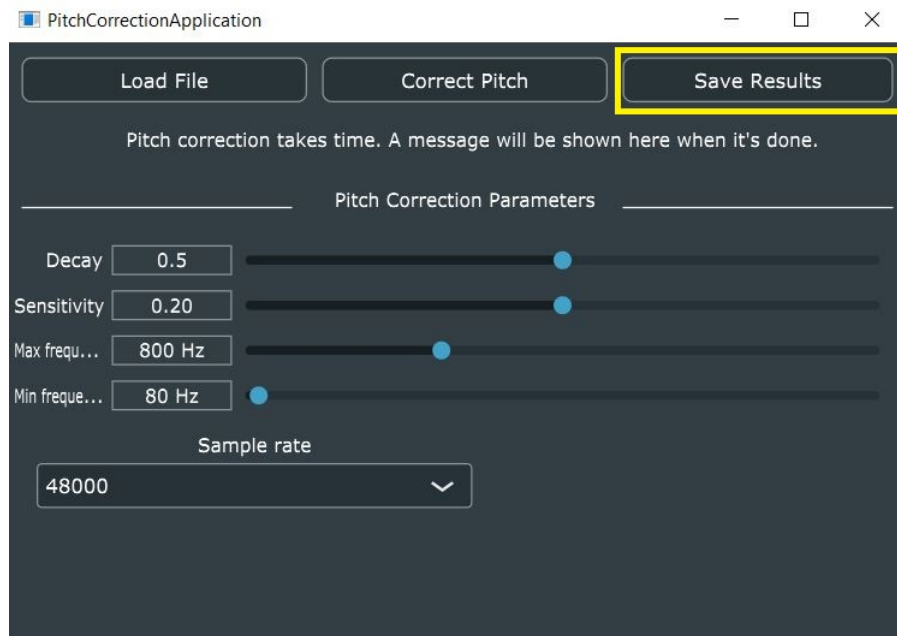 PitchCorrectionApplication
Load File Correct Pitch Save Results
Pitch correction takes time. A message will be shown here when it's done.
Pitch Correction Parameters
Decay 0.5
Sensitivity 0.20
Max frequ... 800 Hz
Min freque... 80 Hz
Sample rate
48000